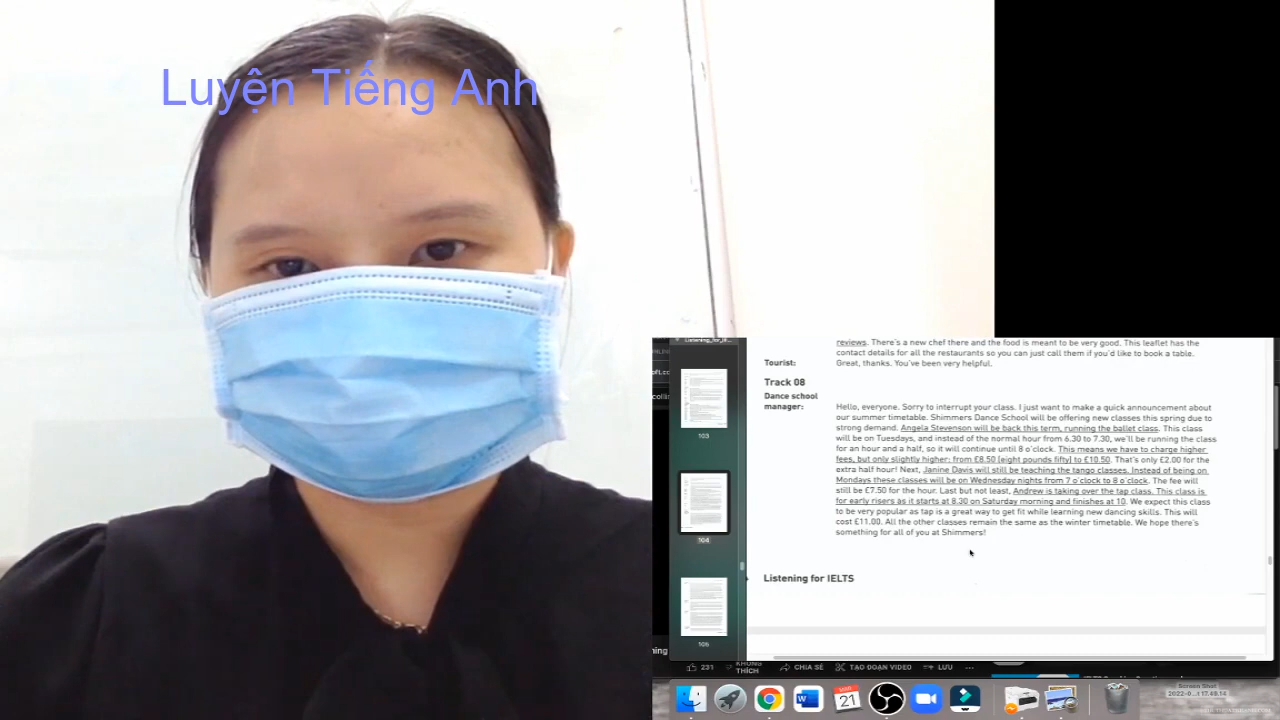 Luyện Tiếng Anh
Listening_for_IE...
reviews. There's a new chef there and the food is meant to be very good. This leaflet has the
contact details for all the restaurants so you can just call them if you'd like to book a table.
Tourist: Great, thanks. You've been very helpful.
Track 08
Dance school
manager: Hello, everyone. Sorry to interrupt your class. I just want to make a quick announcement about
our summer timetable. Shimmers Dance School will be offering new classes this spring due to
strong demand. Angela Stevenson will be back this term, running the ballet class. This class
will be on Tuesdays, and instead of the normal hour from 6.30 to 7.30, we'll be running the class
for an hour and a half, so it will continue until 8 o'clock. This means we have to charge higher
fees, but only slightly higher: from £8.50 (eight pounds fifty) to £10.50. That's only £2.00 for the
extra half hour! Next, Janine Davis will still be teaching the tango classes. Instead of being on
Mondays these classes will be on Wednesday nights from 7 o'clock to 8 o'clock. The fee will
still be £7.50 for the hour. Last but not least, Andrew is taking over the tap class. This class is
for early risers as it starts at 8.30 on Saturday morning and finishes at 10. We expect this class
to be very popular as tap is a great way to get fit while learning new dancing skills. This will
cost £11.00. All the other classes remain the same as the winter timetable. We hope there's
something for all of you at Shimmers!
Listening for IELTS
103
104
105
231 KHÔNG THÍCH CHIA SẺ TẠO ĐOẠN VIDEO LƯU ...
21
Screen Shot
2022-0...t 17.48.14